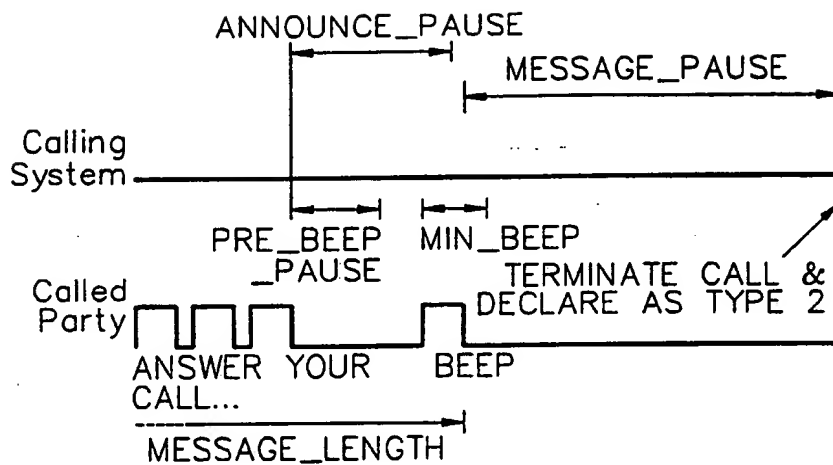 ANNOUNCE_PAUSE
MESSAGE_PAUSE
Calling
System
PRE_BEEP
_PAUSE
MIN_BEEP
TERMINATE CALL &
DECLARE AS TYPE 2
Called
Party
ANSWER YOUR BEEP
CALL...
MESSAGE_LENGTH